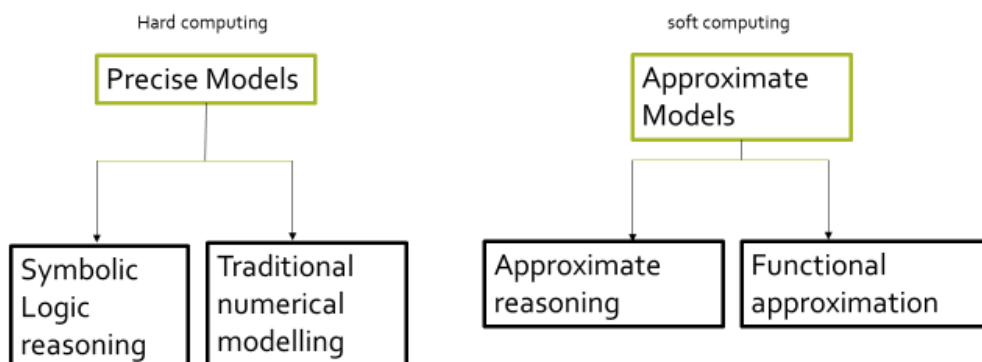 Hard computing
soft computing
Precise Models
Approximate
Models
Symbolic
Logic
reasoning
Traditional
numerical
modelling
Approximate
reasoning
Functional
approximation